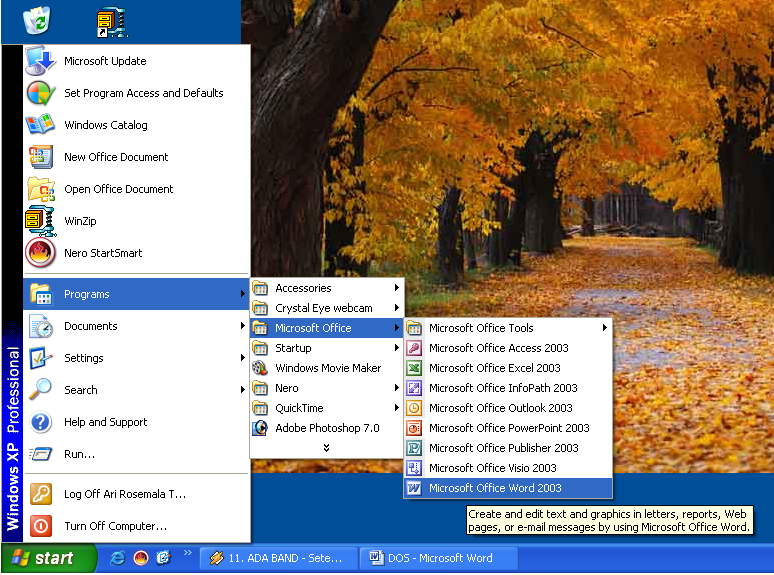 Microsoft Update
Set Program Access and Defaults
Windows Catalog
New Office Document
Open Office Document
WinZip
Nero StartSmart
Programs
Documents
Settings
Search
Help and Support
Run...
Log Off Ari Rosemala T...
Turn Off Computer...
Windows XP Professional
Accessories
Crystal Eye webcam
Microsoft Office
Startup
Windows Movie Maker
Nero
QuickTime
Adobe Photoshop 7.0
Microsoft Office Tools
Microsoft Office Access 2003
Microsoft Office Excel 2003
Microsoft Office InfoPath 2003
Microsoft Office Outlook 2003
Microsoft Office PowerPoint 2003
Microsoft Office Publisher 2003
Microsoft Office Visio 2003
Microsoft Office Word 2003
Create and edit text and graphics in letters, reports, Web
pages, or e-mail messages by using Microsoft Office Word.
start
11. ADA BAND - Sete...
DOS - Microsoft Word